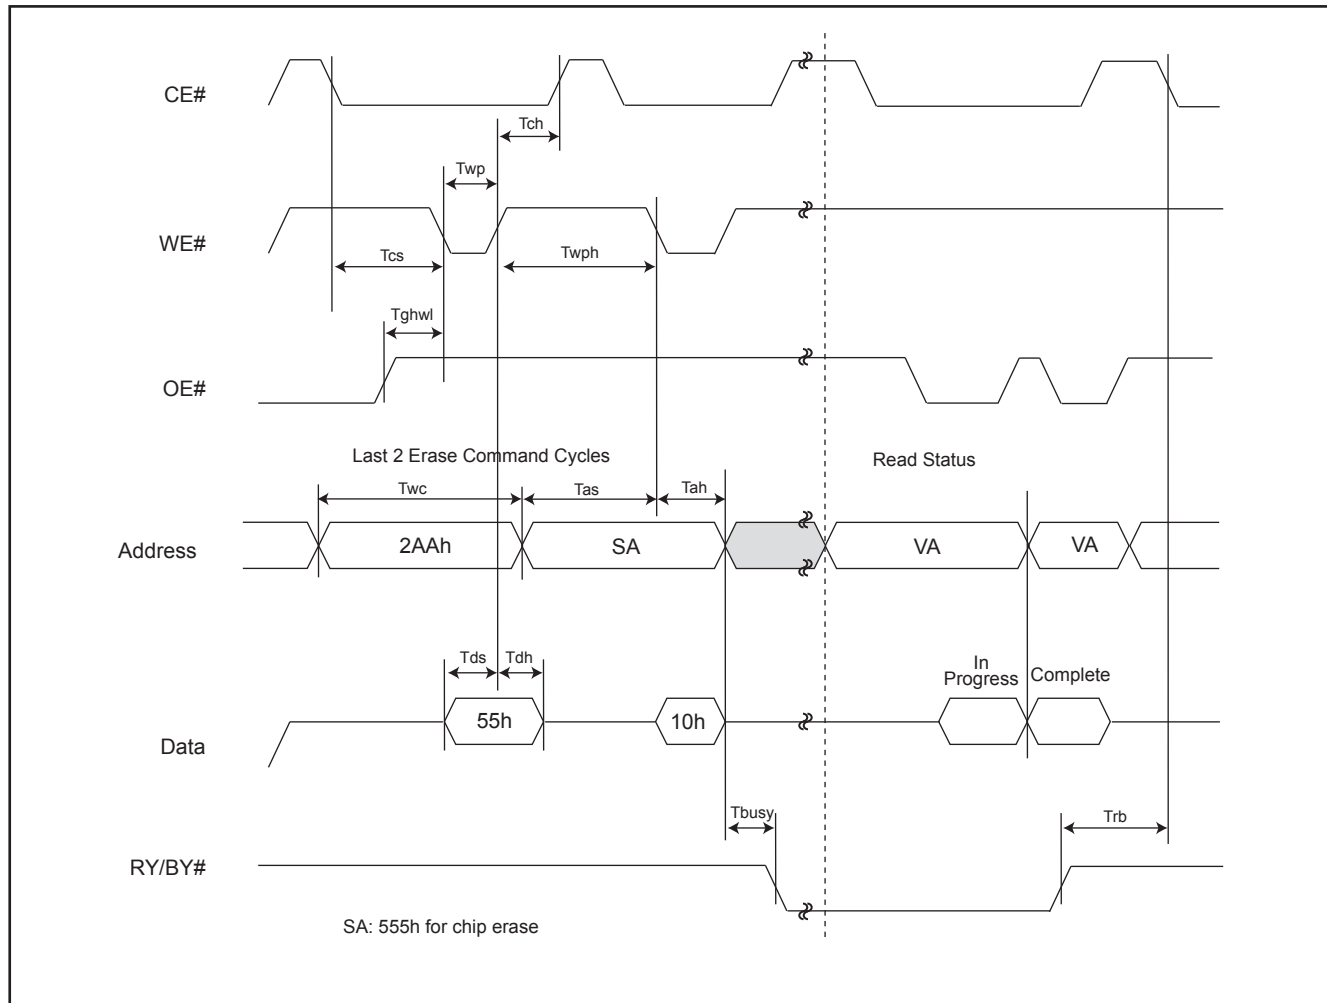 CE#
Tch
Twp
WE#
Tcs
Twph
Tghwl
OE#
Last 2 Erase Command Cycles
Read Status
Twc
Tas
Tah
Address
2AAh
SA
VA
VA
Tds
Tdh
In
Progress
Complete
55h
10h
Data
Tbusy
Trb
RY/BY#
SA: 555h for chip erase